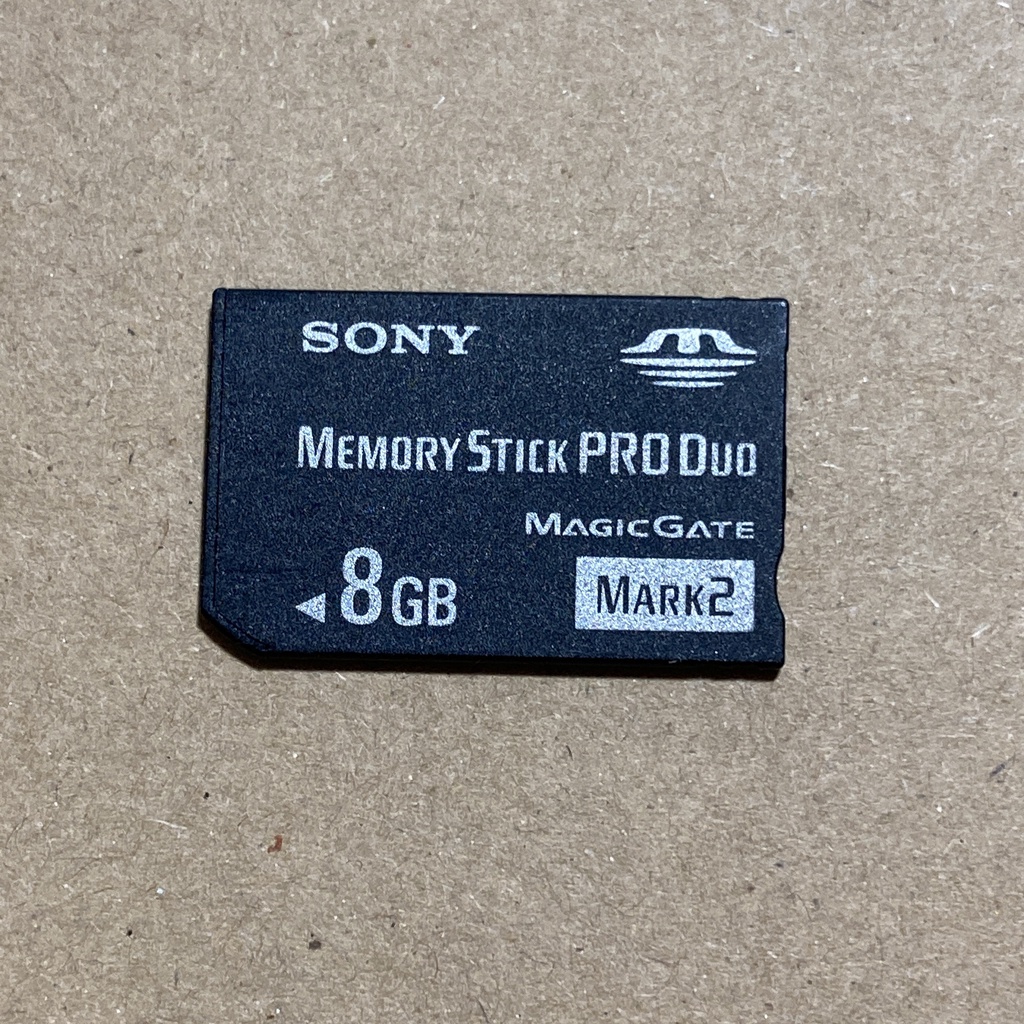 SONY
MEMORY STICK PRO DUO
MAGICGATE
8GB
MARK2